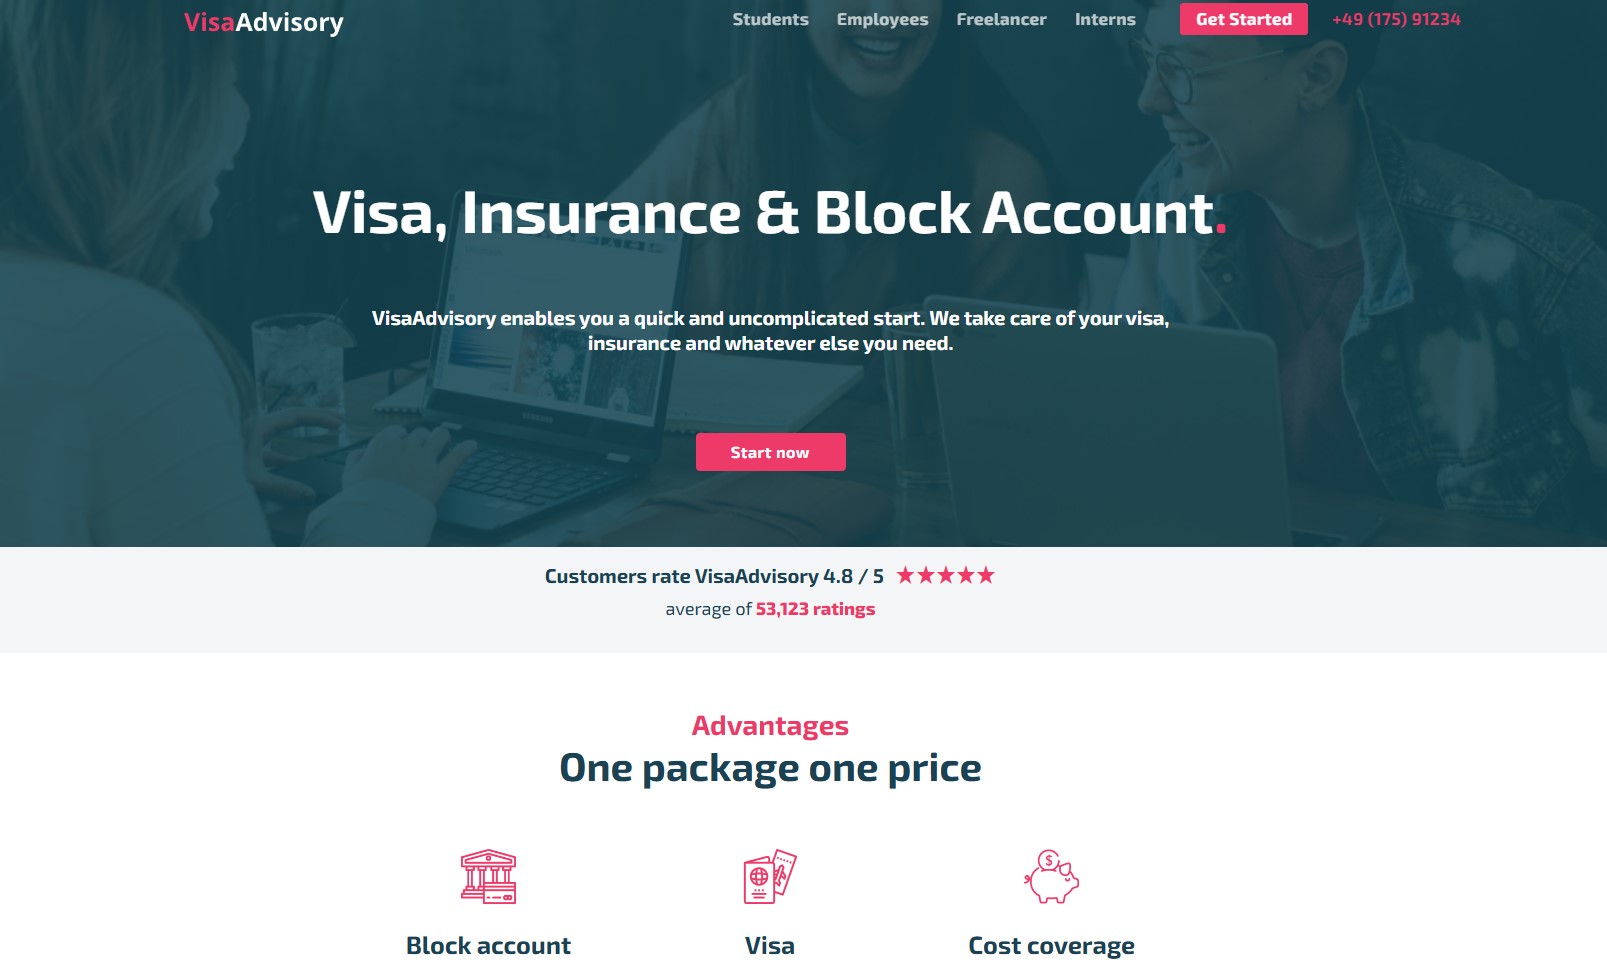 VisaAdvisory
Students Employees Freelancer Interns Get Started +49 (175) 91234
Visa, Insurance & Block Account.
VisaAdvisory enables you a quick and uncomplicated start. We take care of your visa,
insurance and whatever else you need.
Start now
Customers rate VisaAdvisory 4.8 / 5 ★★★★★
average of 53,123 ratings
Advantages
One package one price
Block account
Visa
Cost coverage